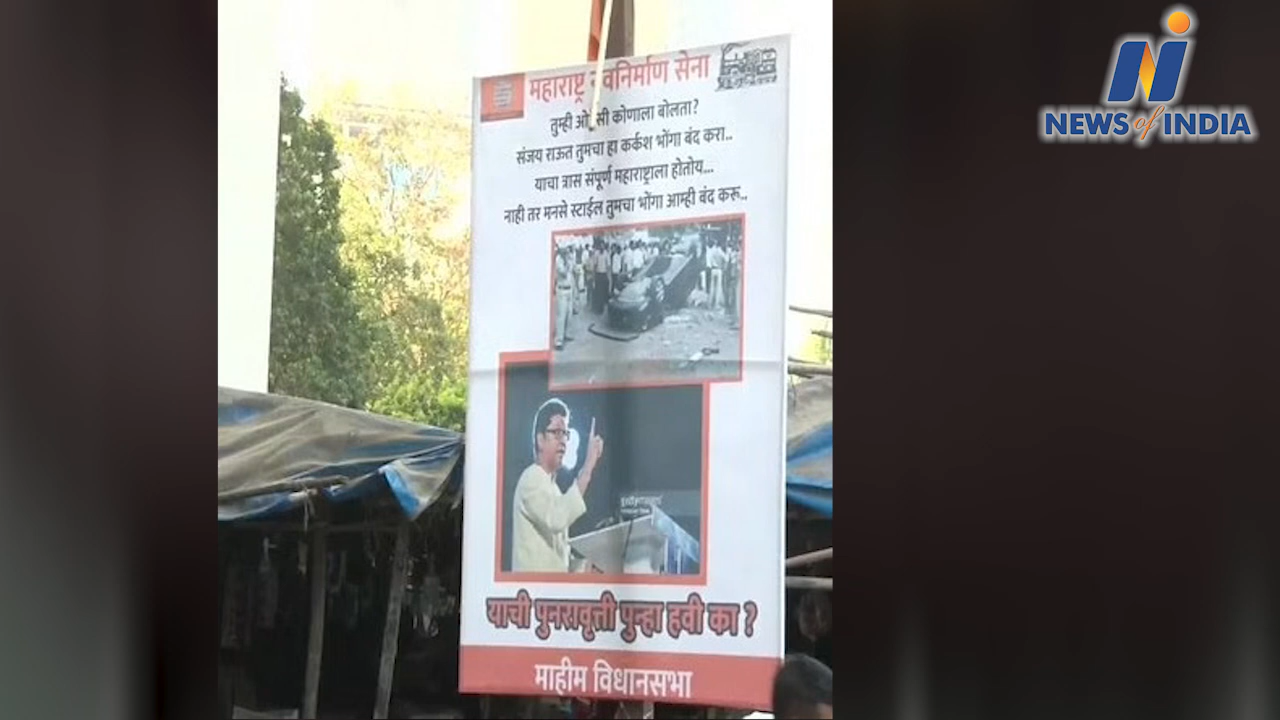 NEWS of INDIA
महाराष्ट्र नवनिर्माण सेना
तुम्ही ओ सी कोणाला बोलता?
संजय राऊत तुमचा हा कर्कश भोंगा बंद करा..
याचा त्रास संपूर्ण महाराष्ट्राला होतोय...
नाही तर मनसे स्टाईल तुमचा भोंगा आम्ही बंद करू..
gettyimages
याची पुनरावृत्ती पुन्हा हवी का ?
माहीम विधानसभा